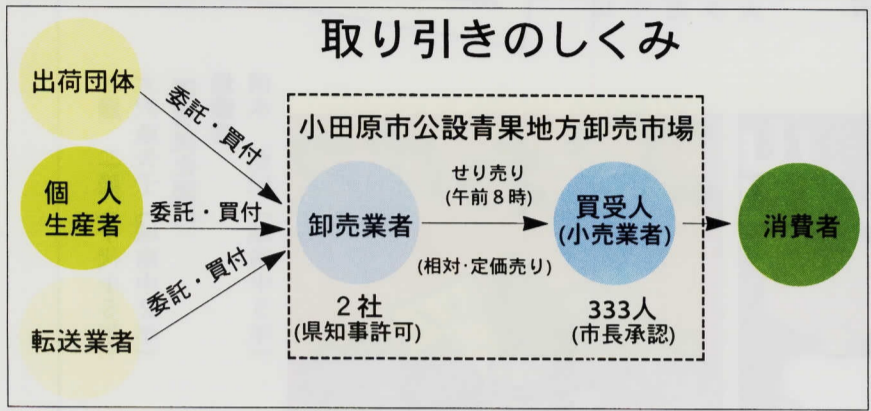 取り引きのしくみ
出荷団体
委託・買付
個人
生産者
委託・買付
転送業者
委託・買付
小田原市公設青果地方卸売市場
卸売業者
2社
(県知事許可)
せり売り
(午前8時)
(相対・定価売り)
買受人
(小売業者)
333人
(市長承認)
消費者